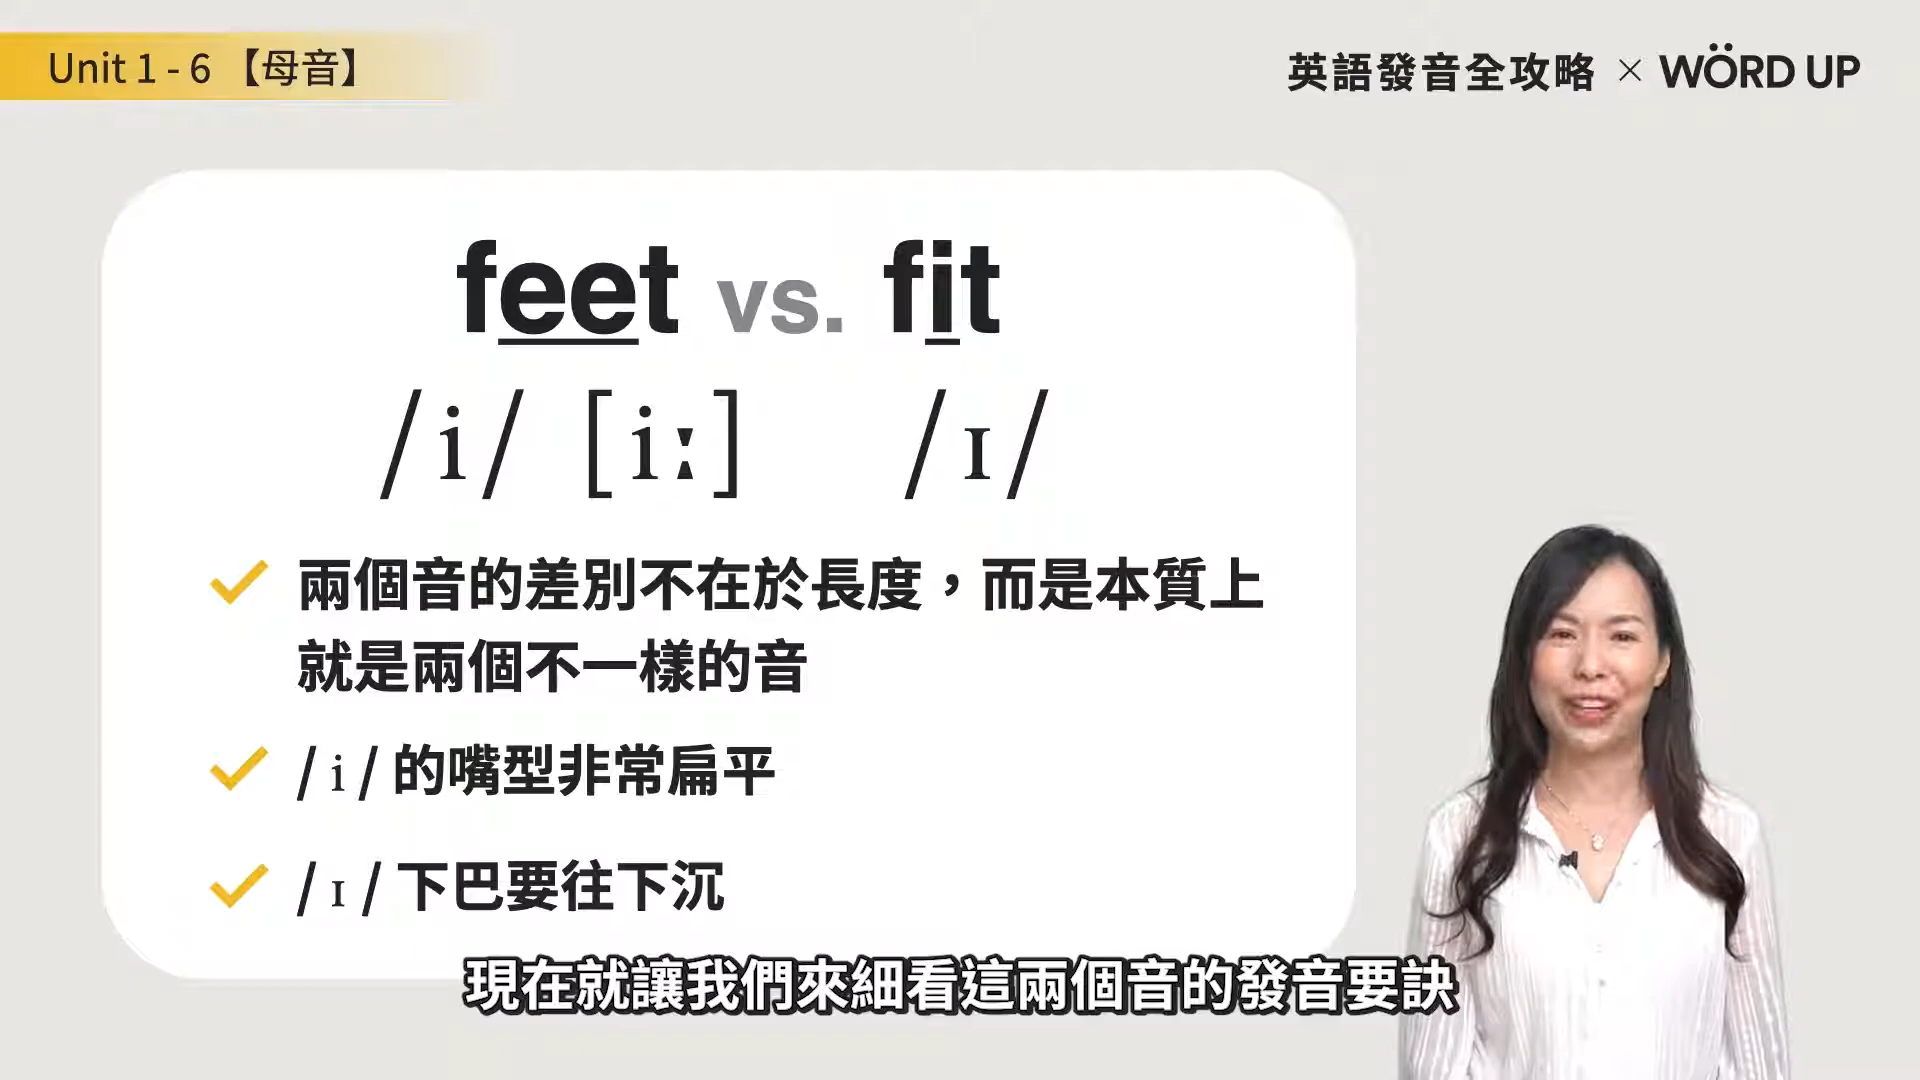 Unit 1 - 6 【母音】
英語發音全攻略 × WÖRD UP
feet vs. fit
/i/ [iː] /ɪ/
兩個音的差別不在於長度，而是本質上
就是兩個不一樣的音
/ i / 的嘴型非常扁平
/ ɪ / 下巴要往下沉
現在就讓我們來細看這兩個音的發音要訣